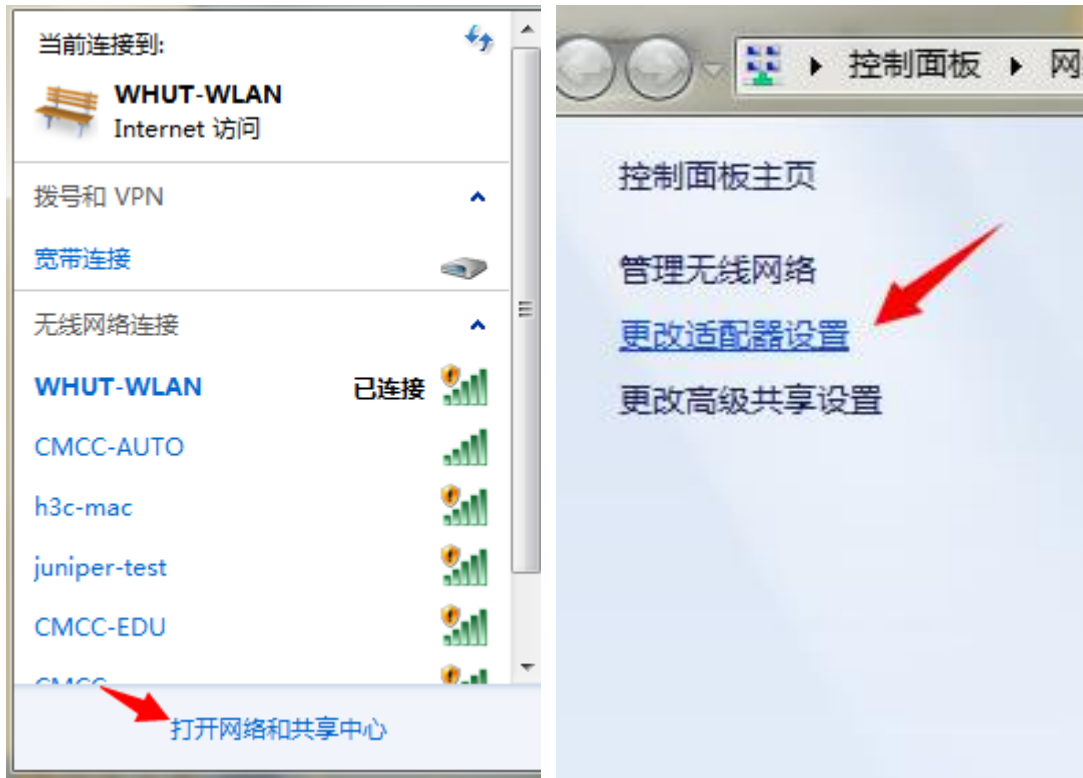 当前连接到:
WHUT-WLAN
Internet 访问
拨号和 VPN
宽带连接
无线网络连接
WHUT-WLAN 已连接
CMCC-AUTO
h3c-mac
juniper-test
CMCC-EDU
CMCC
打开网络和共享中心
控制面板 网
控制面板主页
管理无线网络
更改适配器设置
更改高级共享设置